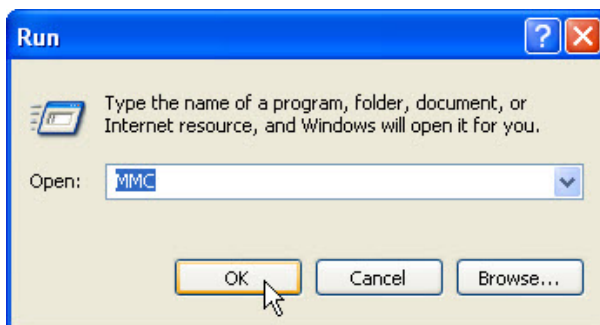 Run
Type the name of a program, folder, document, or
Internet resource, and Windows will open it for you.
Open: MMC
OK Cancel Browse...